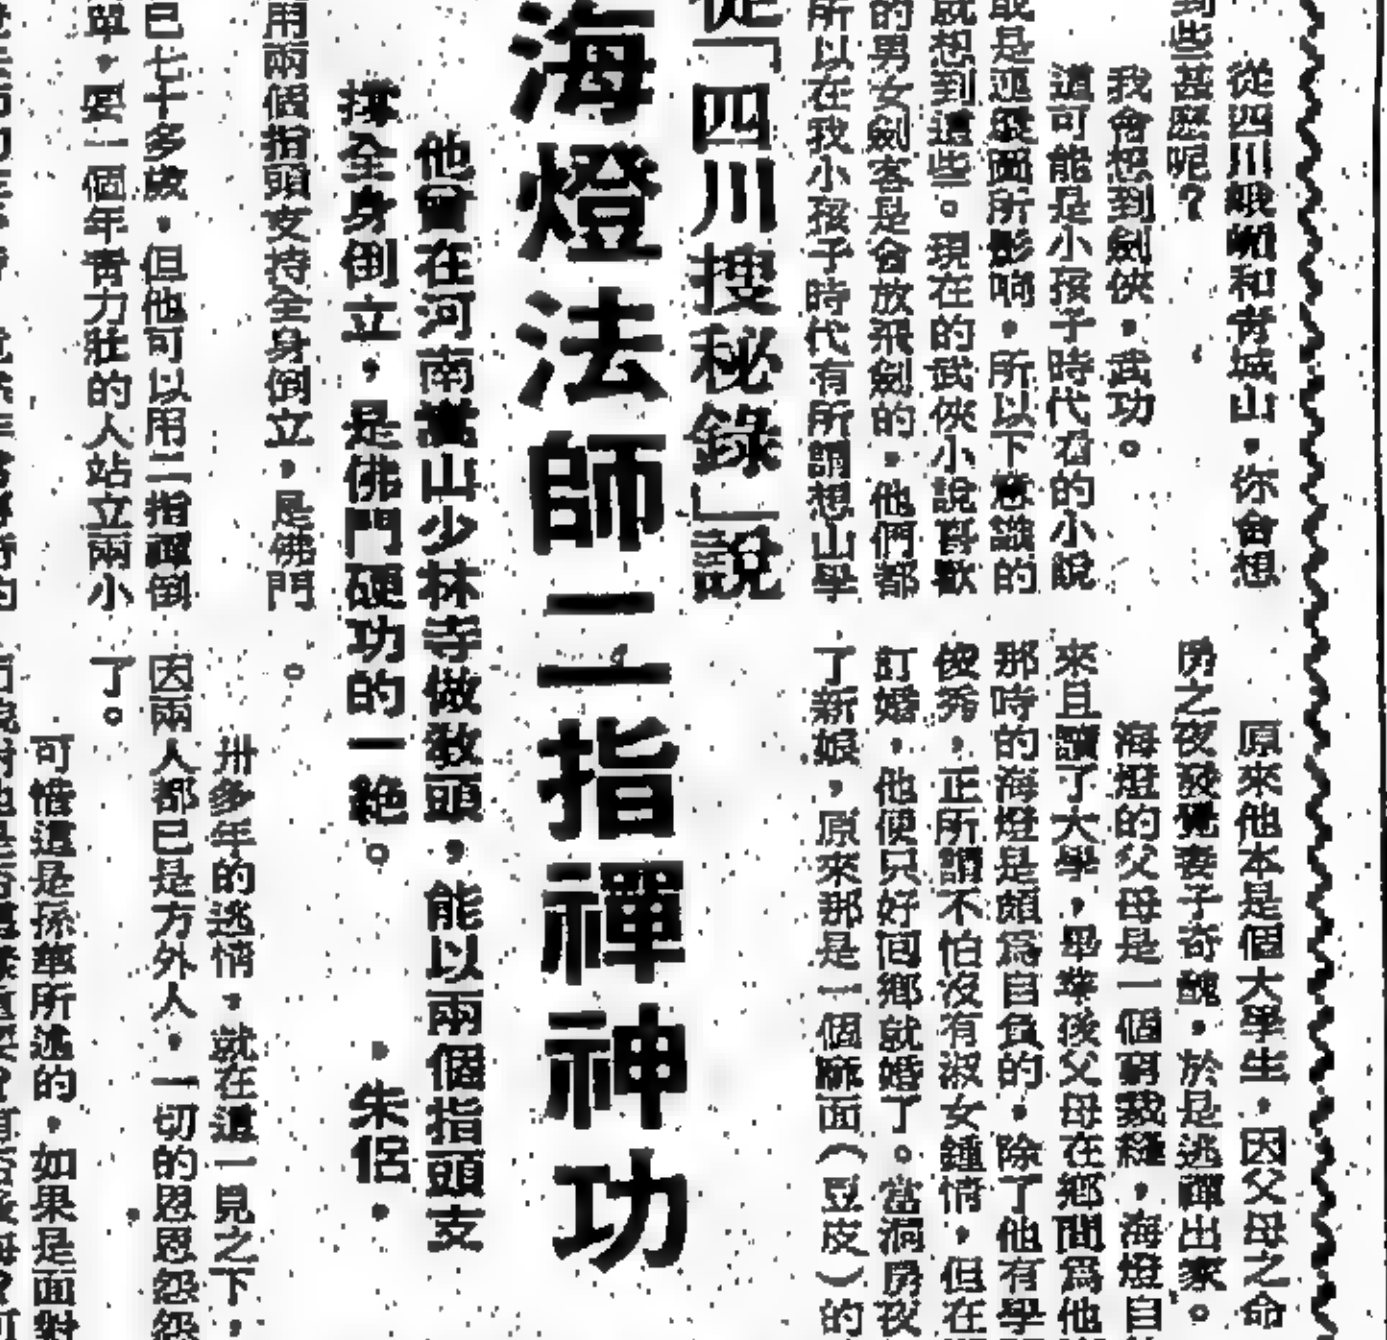 從四川峨嵋和青城山，你會想
到些甚麽呢？
我會想到劍俠，武功。
這可能是小孩子時代看的小說
或是連環圖所影响，所以下意識的
就想到這些。現在的武俠小說喜歡
的男女劍客是會放飛劍的，他們都
所以在我小孩子時代有所謂想山學
原來他本是個大學生，因父母之命
房之夜發覺妻子奇醜，於是逃禪出家。
海燈的父母是一個窮裁縫，海燈自
來且讀了大學，畢業後父母在鄉間爲他
那時的海燈是頗爲自負的，除了他有學
俊秀，正所謂不怕沒有淑女鍾情，但在
訂婚，他便只好回鄉就婚了。當洞房夜
了新娘，原來那是一個麻面（豆皮）的
從「四川搜秘錄」說
海燈法師二指禪神功
他曾在河南嵩山少林寺做敎頭，能以兩個指頭支
撑全身倒立，是佛門硬功的一絶。
・朱侶・
用兩個指頭支持全身倒立，是佛門
。
已七十多歲，但他可以用二指禪倒
單，要一個年青力壯的人站立兩小
卅多年的逃情，就在這一見之下，
因兩人都已是方外人，一切的恩恩怨怨
了。
可惜這是孫華所述的，如果是面對